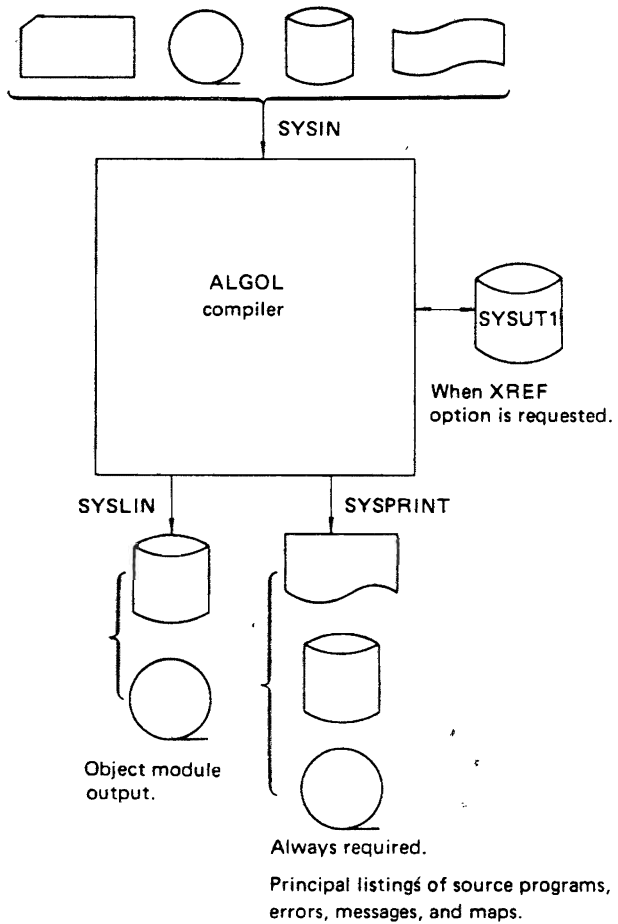 SYSIN
ALGOL
compiler
SYSUT1
When XREF
option is requested.
SYSLIN
SYSPRINT
Object module
output.
Always required.
Principal listings of source programs,
errors, messages, and maps.